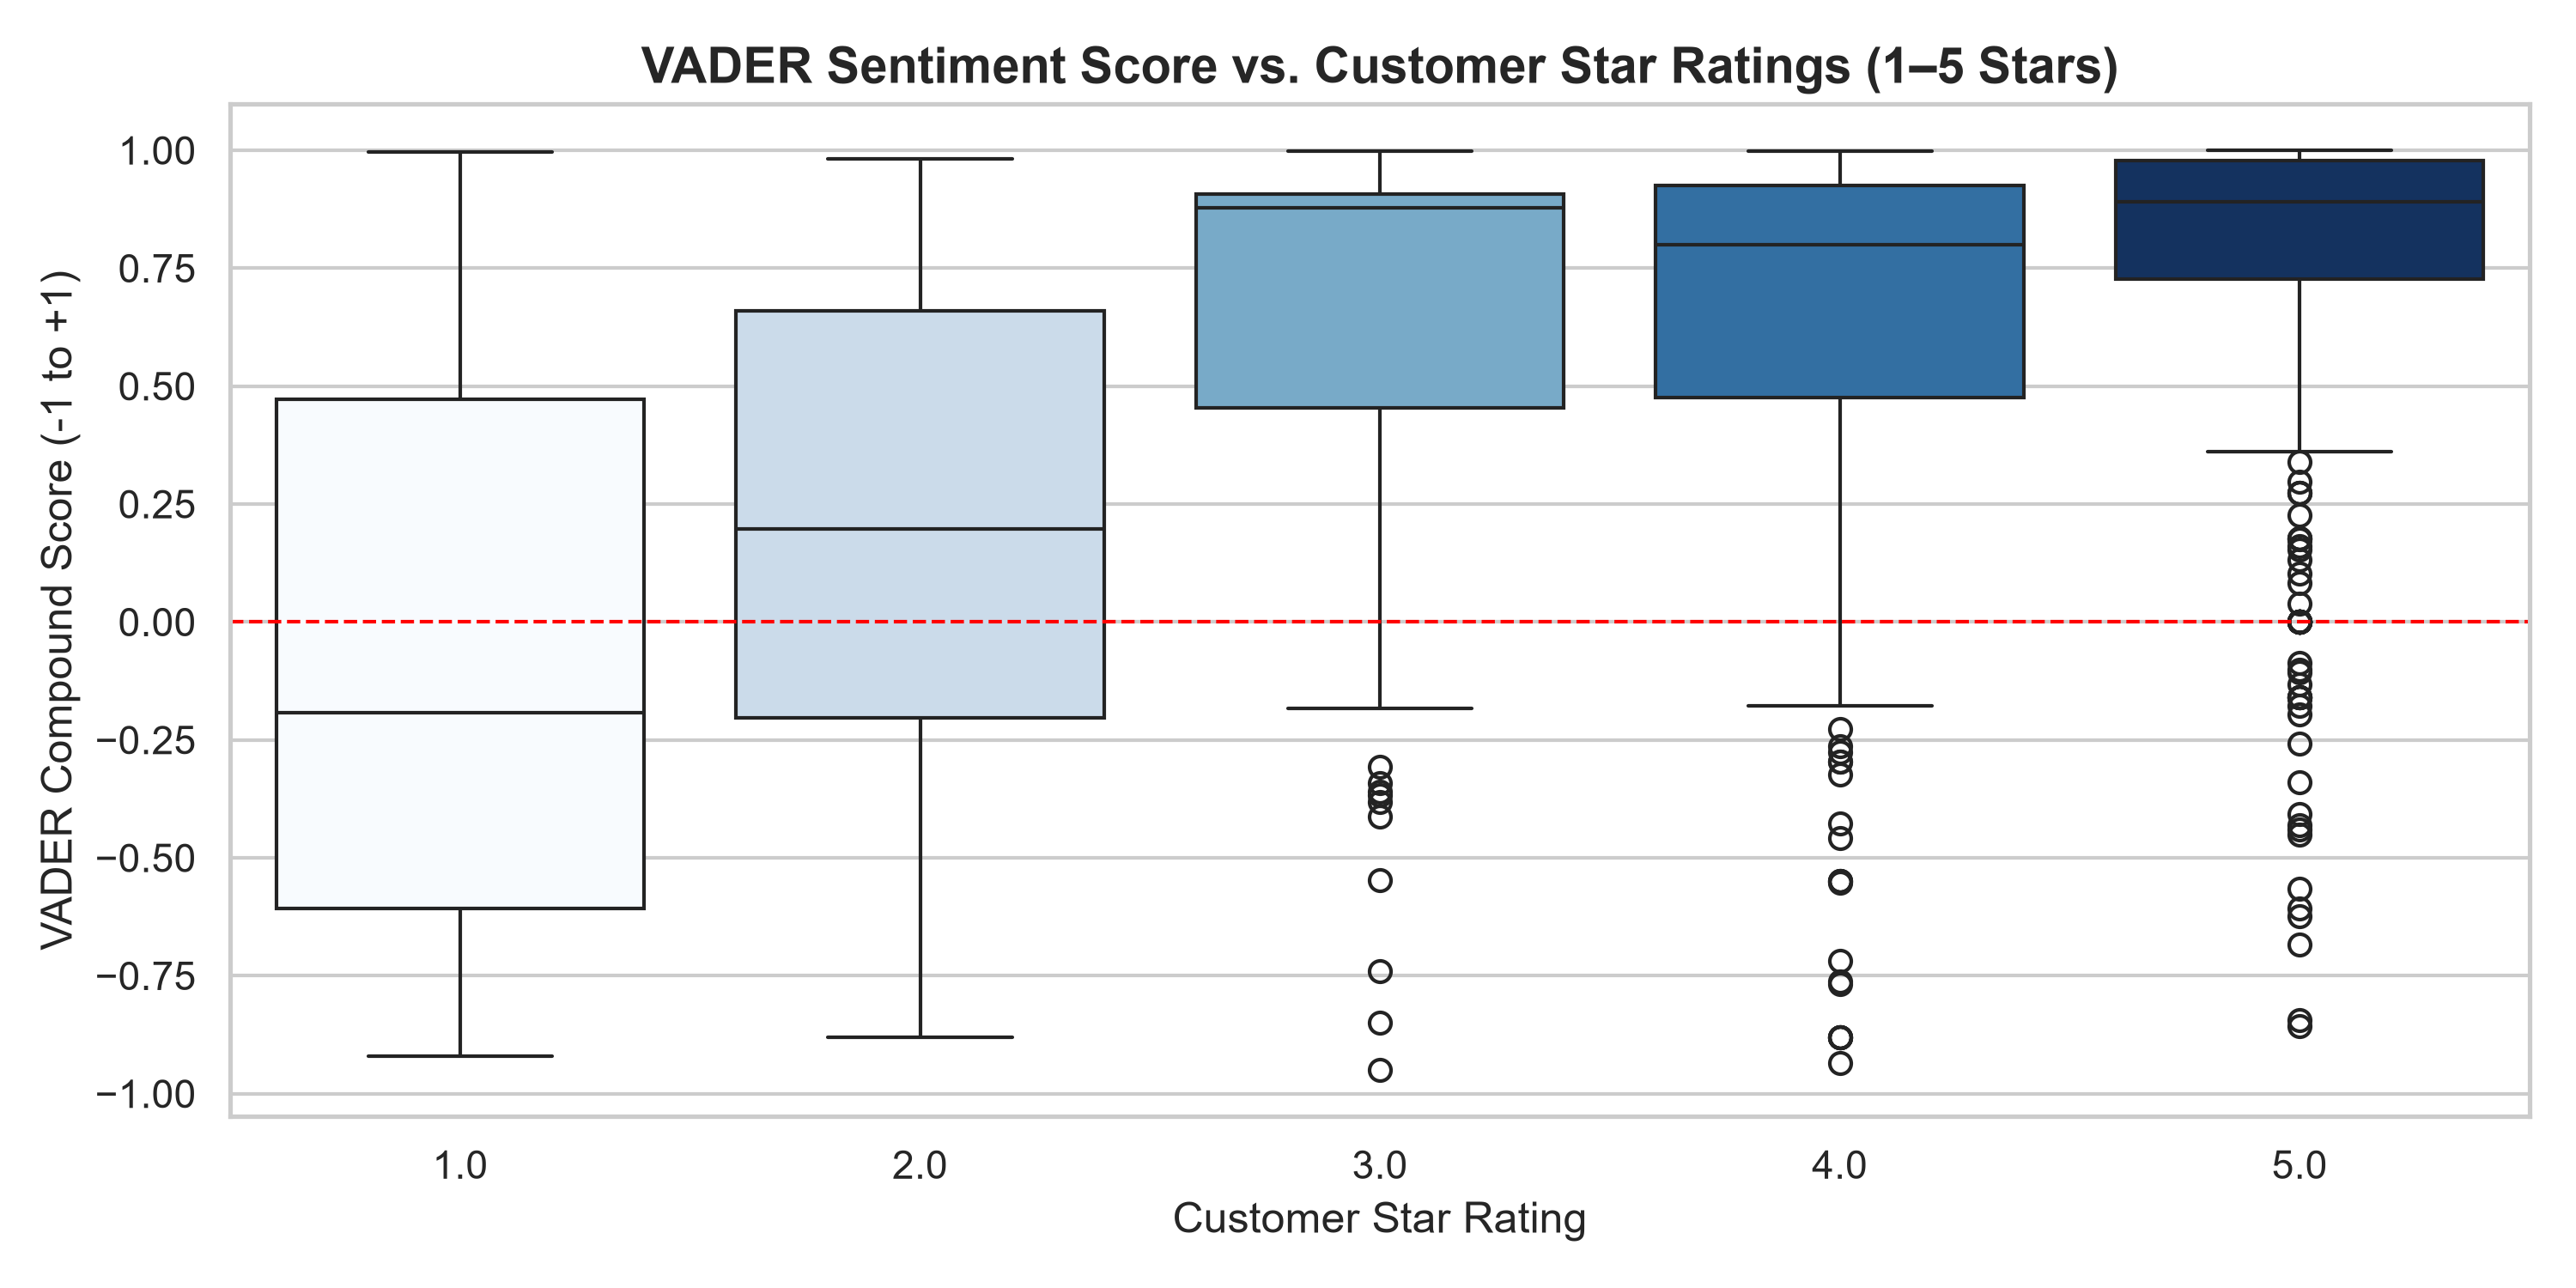 VADER Sentiment Score vs. Customer Star Ratings (1–5 Stars)
VADER Compound Score (-1 to +1)
1.00
0.75
0.50
0.25
0.00
−0.25
−0.50
−0.75
−1.00
1.0 2.0 3.0 4.0 5.0
Customer Star Rating